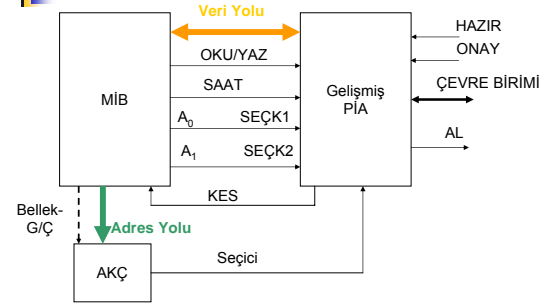 Veri Yolu
HAZIR
OKU/YAZ
ONAY
SAAT
ÇEVRE BİRİMİ
MİB
Gelişmiş
PİA
A0 SEÇK1
AL
A1 SEÇK2
KES
Bellek-
G/Ç
Adres Yolu
Seçici
AKÇ